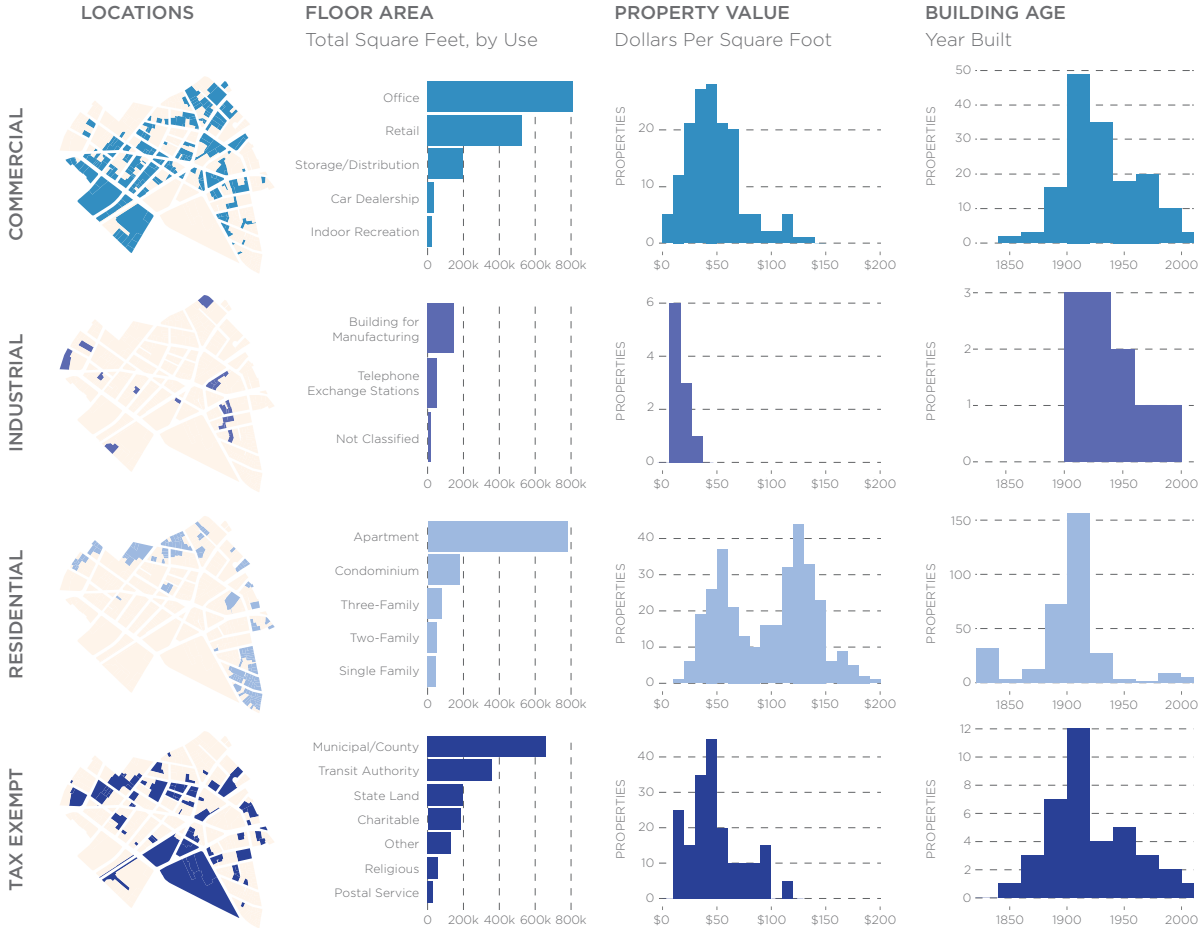 LOCATIONS
FLOOR AREA
Total Square Feet, by Use
PROPERTY VALUE
Dollars Per Square Foot
BUILDING AGE
Year Built
COMMERCIAL
Office
Retail
Storage/Distribution
Car Dealership
Indoor Recreation
0 200k 400k 600k 800k
PROPERTIES
20
10
0
$0 $50 $100 $150 $200
PROPERTIES
50
40
30
20
10
0
1850 1900 1950 2000
INDUSTRIAL
Building for
Manufacturing
Telephone
Exchange Stations
Not Classified
0 200k 400k 600k 800k
PROPERTIES
6
4
2
0
$0 $50 $100 $150 $200
PROPERTIES
3
2
1
0
1850 1900 1950 2000
RESIDENTIAL
Apartment
Condominium
Three-Family
Two-Family
Single Family
0 200k 400k 600k 800k
PROPERTIES
40
30
20
10
0
$0 $50 $100 $150 $200
PROPERTIES
150
100
50
0
1850 1900 1950 2000
TAX EXEMPT
Municipal/County
Transit Authority
State Land
Charitable
Other
Religious
Postal Service
0 200k 400k 600k 800k
PROPERTIES
40
30
20
10
0
$0 $50 $100 $150 $200
PROPERTIES
12
10
8
6
4
2
0
1850 1900 1950 2000